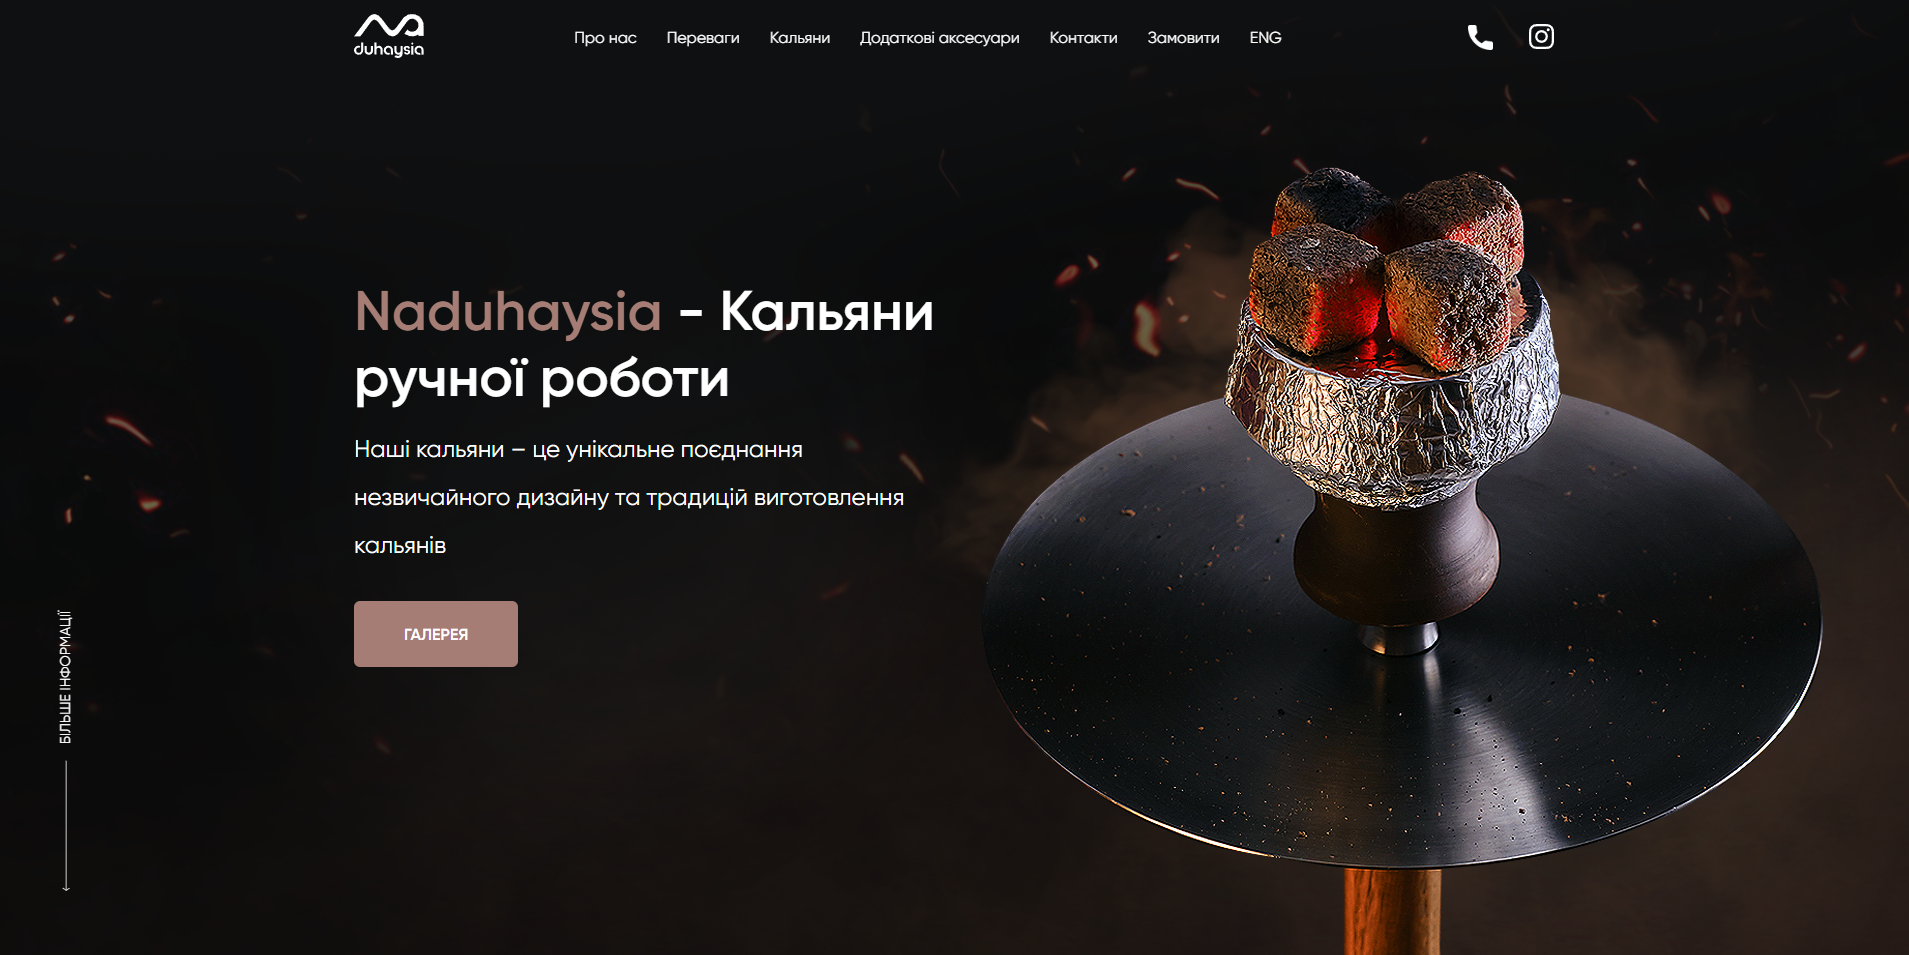 Na
duhaysia
Про нас
Переваги
Кальяни
Додаткові аксесуари
Контакти
Замовити
ENG
Naduhaysia - Кальяни
ручної роботи
Наші кальяни – це унікальне поєднання
незвичайного дизайну та традицій виготовлення
кальянів
ГАЛЕРЕЯ
БІЛЬШЕ ІНФОРМАЦІЇ